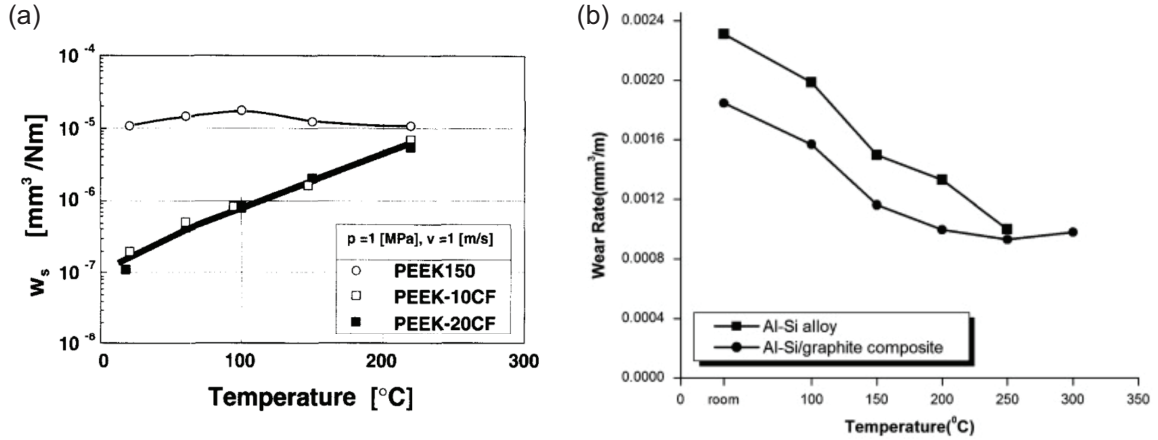 (a)
10⁻⁴
10⁻⁵
10⁻⁶
10⁻⁷
10⁻⁸
wₛ [mm³ /Nm]
p =1 [MPa], v =1 [m/s]
PEEK150
PEEK-10CF
PEEK-20CF
0 100 200 300
Temperature [°C]
(b)
0.0024
0.0020
0.0016
0.0012
0.0008
0.0004
0.0000
Wear Rate(mm³/m)
Al-Si alloy
Al-Si/graphite composite
0 room 100 150 200 250 300 350
Temperature(⁰C)